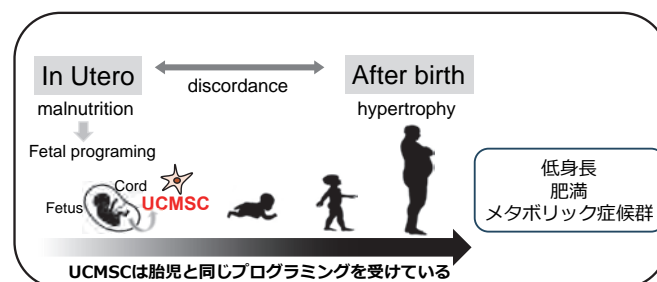 In Utero
discordance
After birth
malnutrition
hypertrophy
Fetal programing
Cord
Fetus
UCMSC
低身長
肥満
メタボリック症候群
UCMSCは胎児と同じプログラミングを受けている